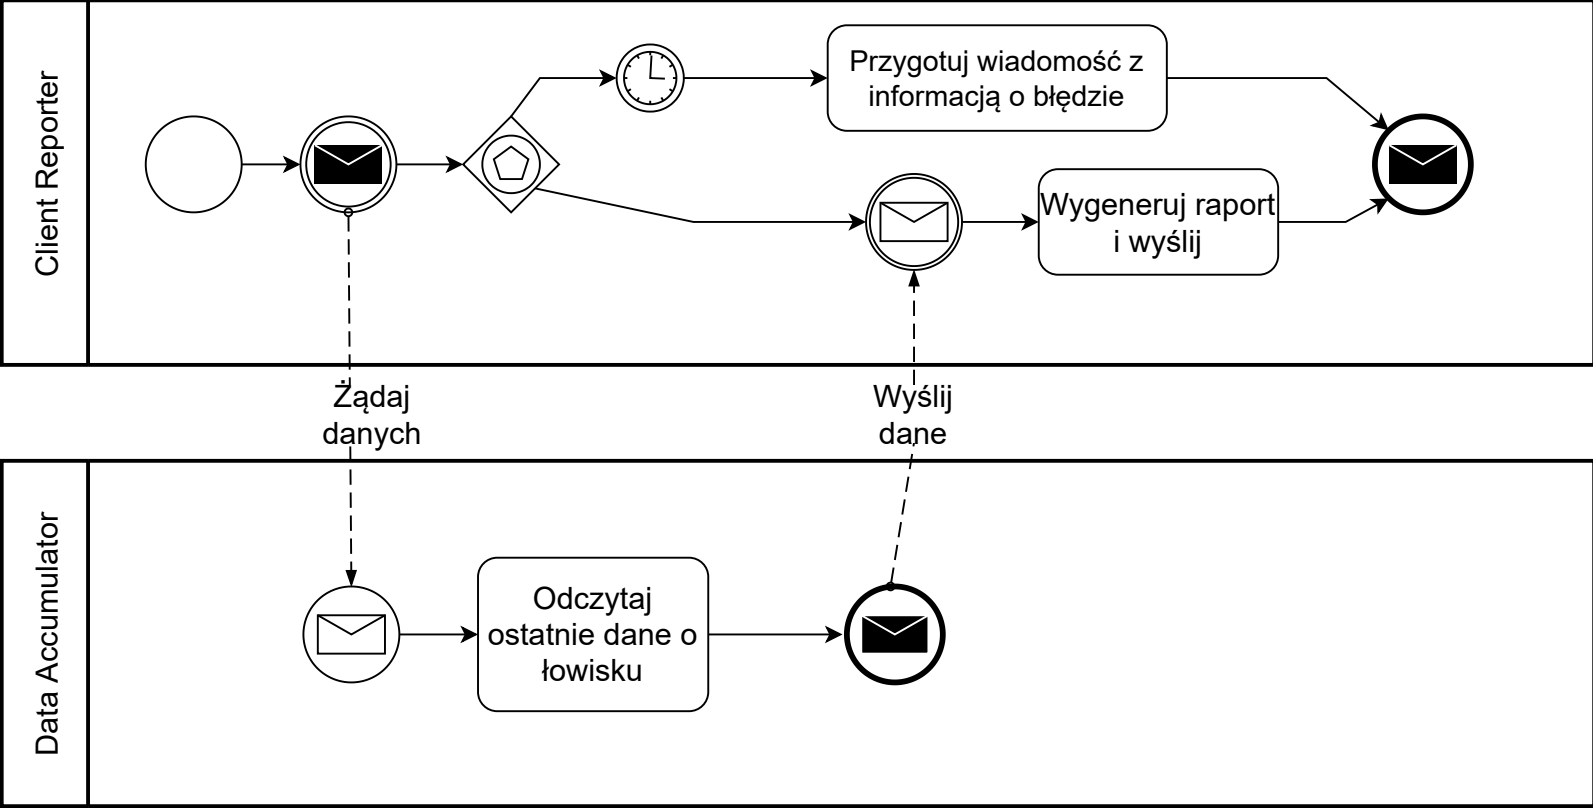 Client Reporter
Przygotuj wiadomość z
informacją o błędzie
Wygeneruj raport
i wyślij
Żądaj
danych
Wyślij
dane
Data Accumulator
Odczytaj
ostatnie dane o
łowisku